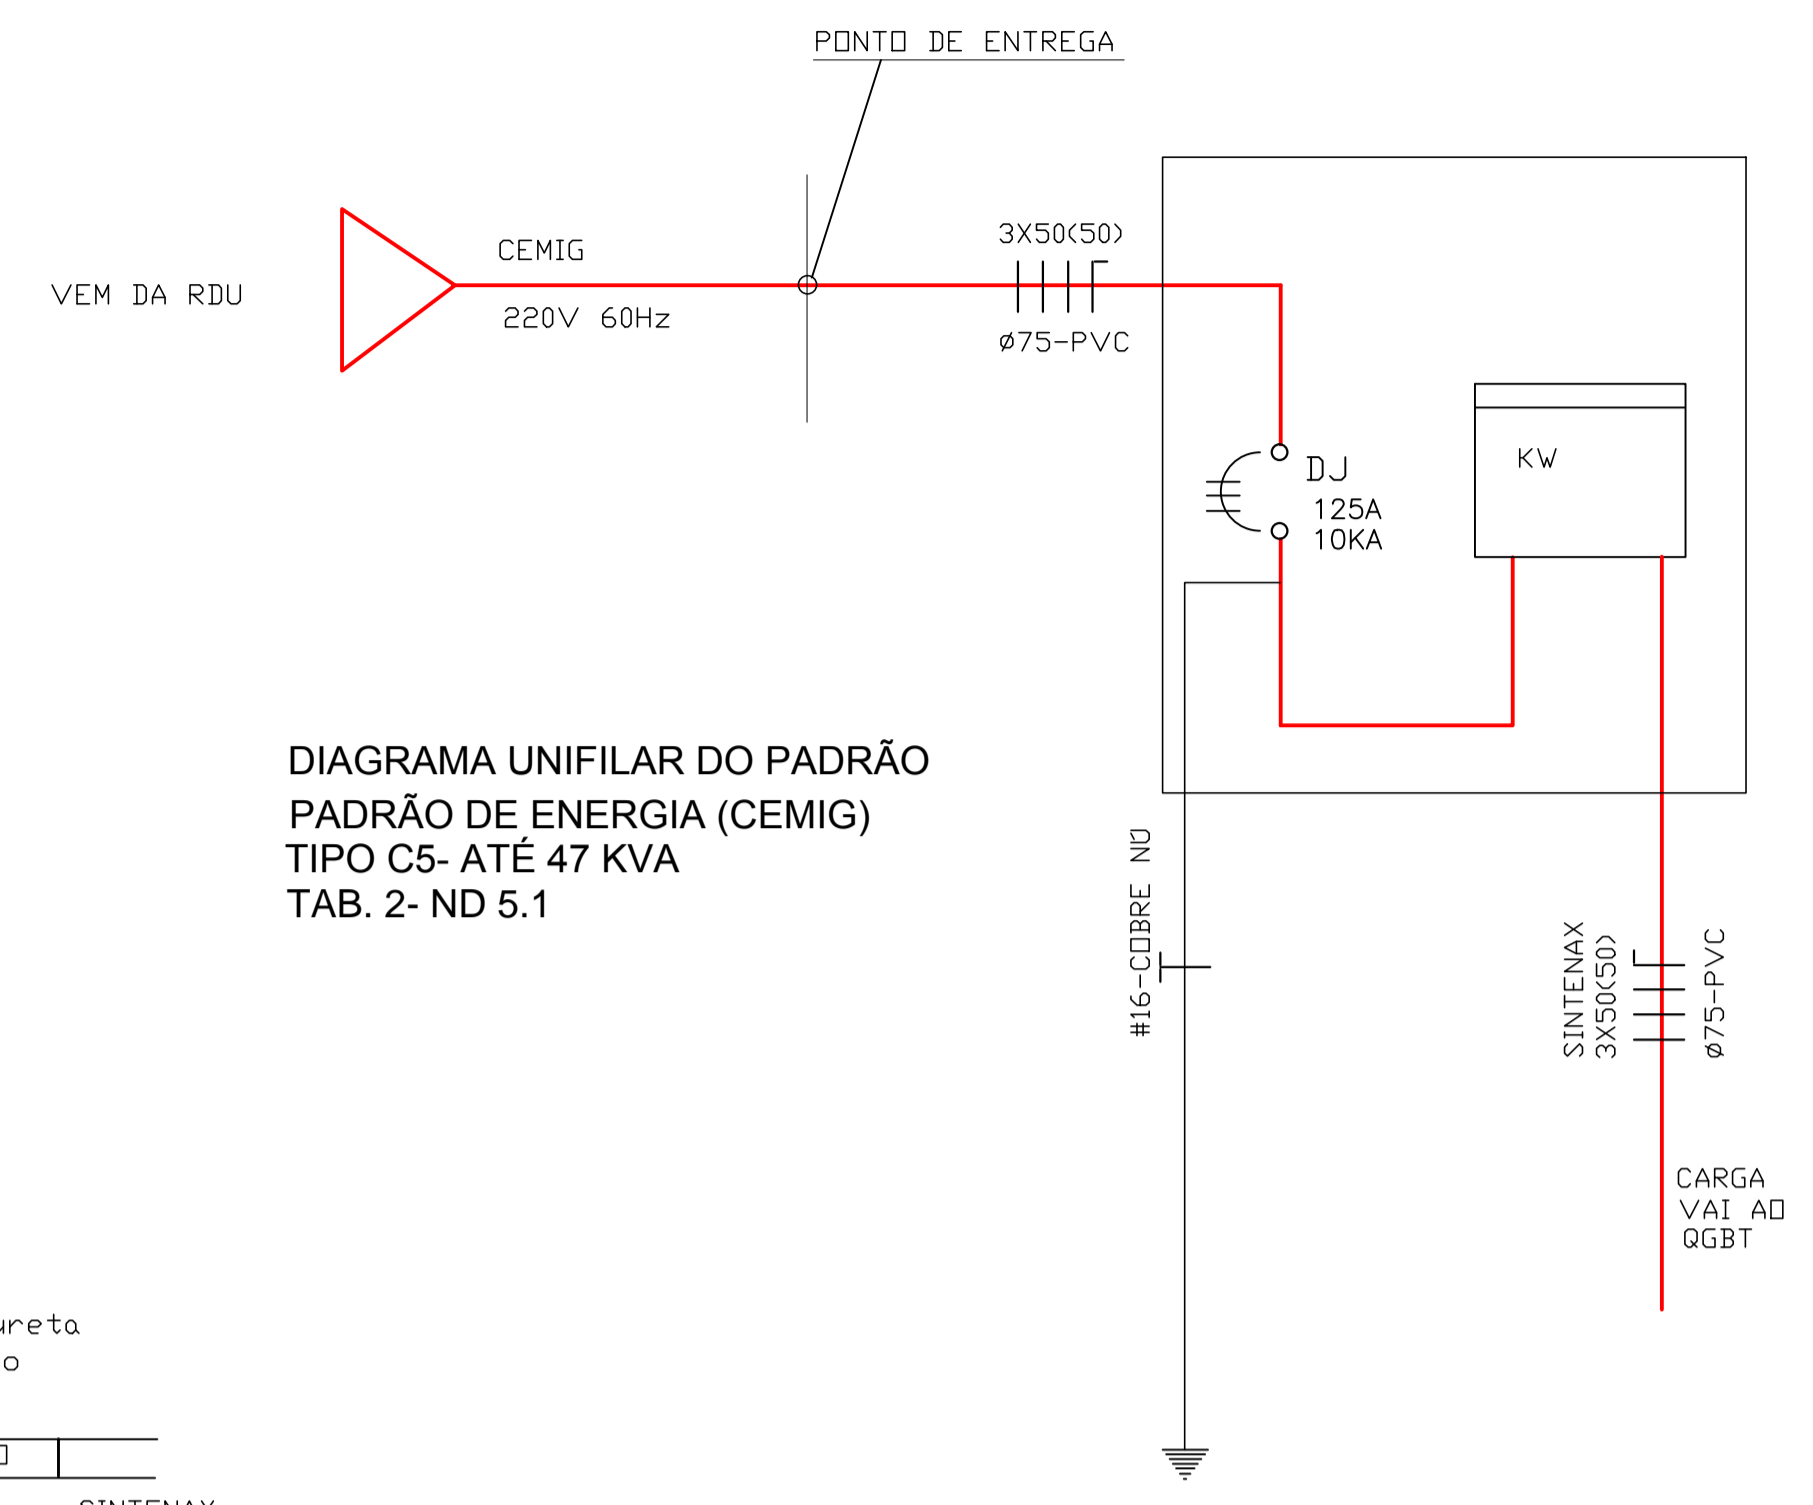 PONTO DE ENTREGA
3X50(50)
CEMIG
VEM DA RDU
220V 60Hz
ø75-PVC
DJ
125A
10KA
KW
DIAGRAMA UNIFILAR DO PADRÃO
PADRÃO DE ENERGIA (CEMIG)
TIPO C5- ATÉ 47 KVA
TAB. 2- ND 5.1
#16-COBRE NÚ
SINTENAX
3X50(50)
ø75-PVC
CARGA
VAI AO
QGBT